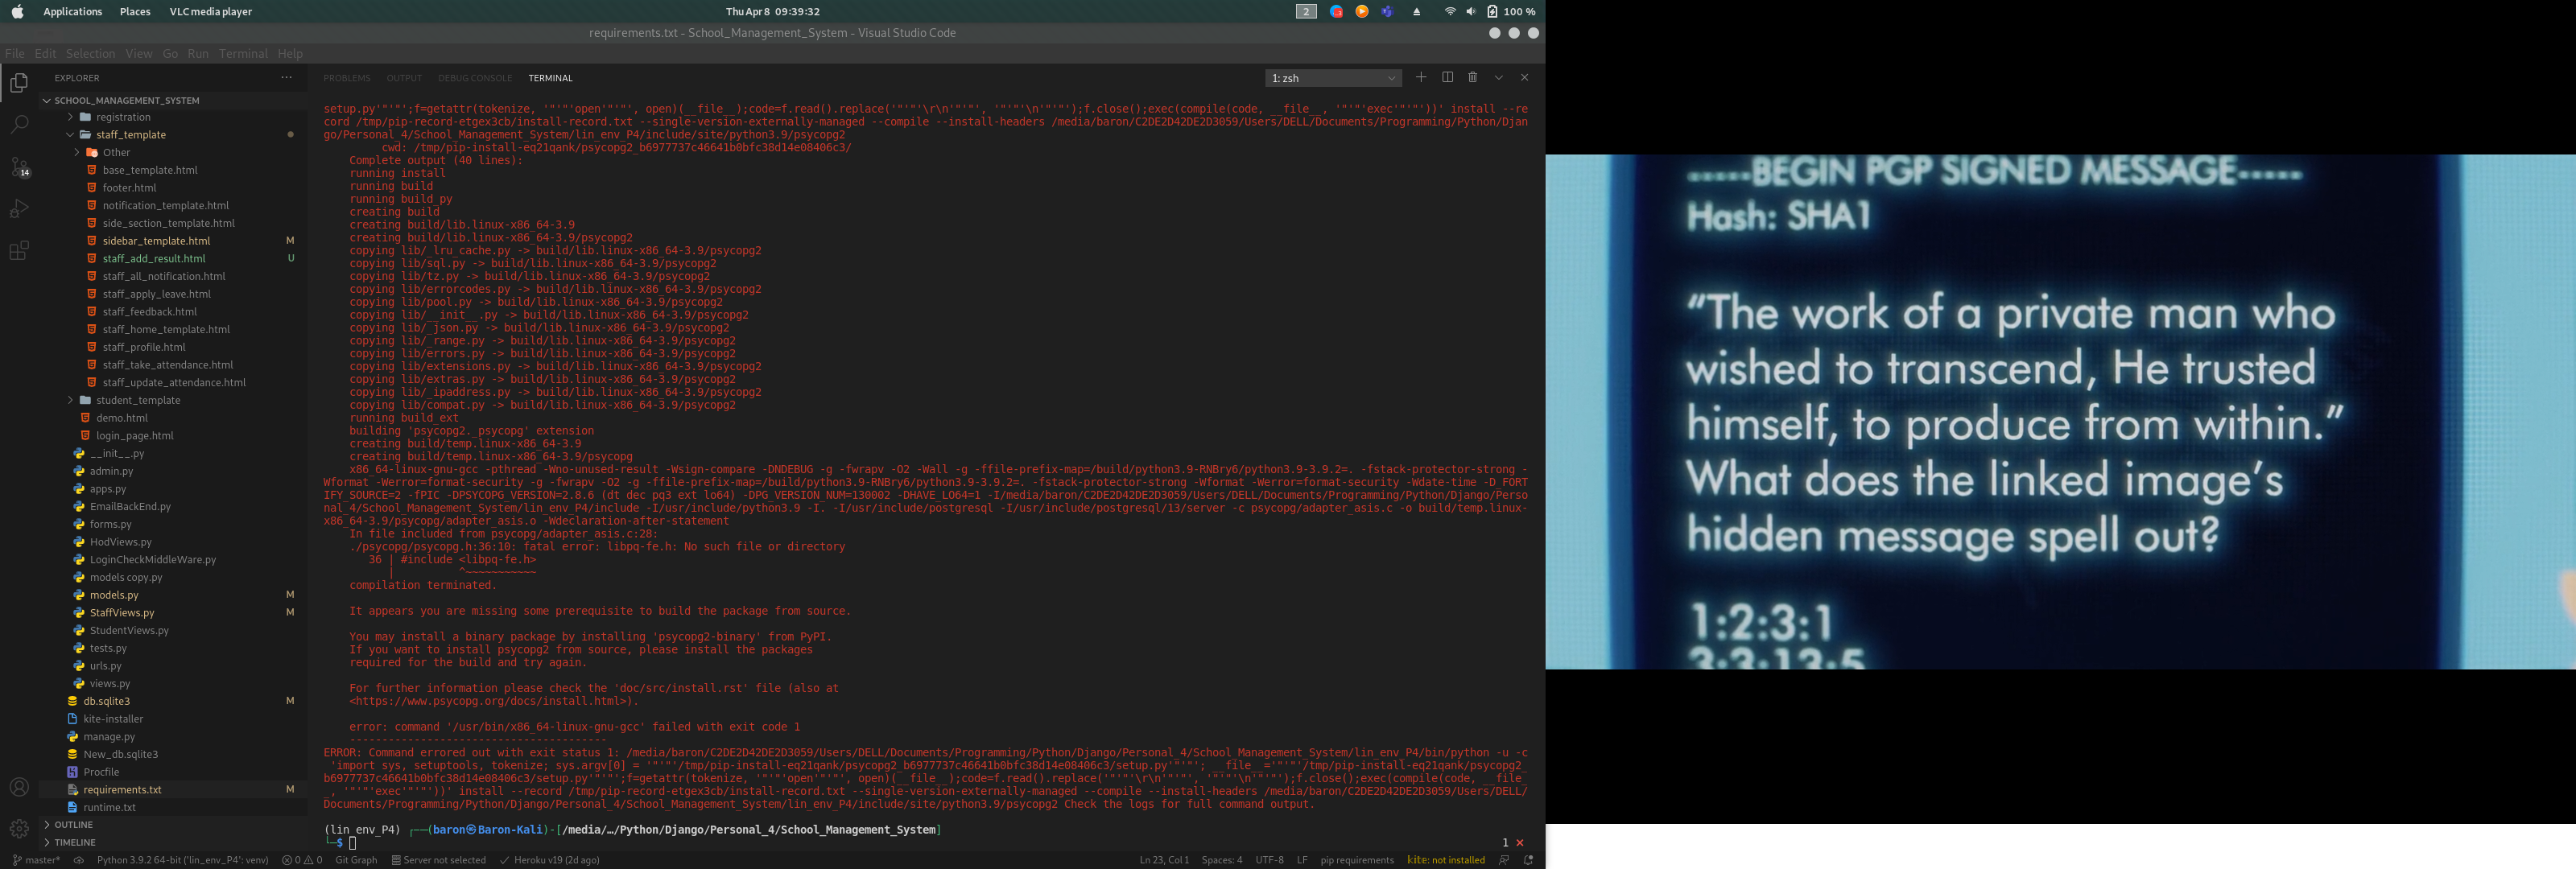 Applications Places VLC media player Thu Apr 8 09:39:32 2 100 %
requirements.txt - School_Management_System - Visual Studio Code
File Edit Selection View Go Run Terminal Help
EXPLORER
SCHOOL_MANAGEMENT_SYSTEM
registration
staff_template
Other
base_template.html
footer.html
notification_template.html
side_section_template.html
sidebar_template.html M
staff_add_result.html U
staff_all_notification.html
staff_apply_leave.html
staff_feedback.html
staff_home_template.html
staff_profile.html
staff_take_attendance.html
staff_update_attendance.html
student_template
demo.html
login_page.html
__init__.py
admin.py
apps.py
EmailBackEnd.py
forms.py
HodViews.py
LoginCheckMiddleWare.py
models copy.py
models.py M
StaffViews.py M
StudentViews.py
tests.py
urls.py
views.py
db.sqlite3 M
kite-installer
manage.py
New_db.sqlite3
Procfile
requirements.txt M
runtime.txt
OUTLINE
TIMELINE
14
PROBLEMS OUTPUT DEBUG CONSOLE TERMINAL 1: zsh
setup.py'"'"';f=getattr(tokenize, '"'"'open'"'"', open)(__file__);code=f.read().replace('"'"'\r\n'"'"', '"'"'\n'"'"');f.close();exec(compile(code, __file__, '"'"'exec'"'"'))' install --re
cord /tmp/pip-record-etgex3cb/install-record.txt --single-version-externally-managed --compile --install-headers /media/baron/C2DE2D42DE2D3059/Users/DELL/Documents/Programming/Python/Djan
go/Personal_4/School_Management_System/lin_env_P4/include/site/python3.9/psycopg2
cwd: /tmp/pip-install-eq21qank/psycopg2_b6977737c46641b0bfc38d14e08406c3/
Complete output (40 lines):
running install
running build
running build_py
creating build
creating build/lib.linux-x86_64-3.9
creating build/lib.linux-x86_64-3.9/psycopg2
copying lib/_lru_cache.py -> build/lib.linux-x86_64-3.9/psycopg2
copying lib/sql.py -> build/lib.linux-x86_64-3.9/psycopg2
copying lib/tz.py -> build/lib.linux-x86_64-3.9/psycopg2
copying lib/errorcodes.py -> build/lib.linux-x86_64-3.9/psycopg2
copying lib/pool.py -> build/lib.linux-x86_64-3.9/psycopg2
copying lib/__init__.py -> build/lib.linux-x86_64-3.9/psycopg2
copying lib/_json.py -> build/lib.linux-x86_64-3.9/psycopg2
copying lib/_range.py -> build/lib.linux-x86_64-3.9/psycopg2
copying lib/errors.py -> build/lib.linux-x86_64-3.9/psycopg2
copying lib/extensions.py -> build/lib.linux-x86_64-3.9/psycopg2
copying lib/extras.py -> build/lib.linux-x86_64-3.9/psycopg2
copying lib/_ipaddress.py -> build/lib.linux-x86_64-3.9/psycopg2
copying lib/compat.py -> build/lib.linux-x86_64-3.9/psycopg2
running build_ext
building 'psycopg2._psycopg' extension
creating build/temp.linux-x86_64-3.9
creating build/temp.linux-x86_64-3.9/psycopg
x86_64-linux-gnu-gcc -pthread -Wno-unused-result -Wsign-compare -DNDEBUG -g -fwrapv -O2 -Wall -g -ffile-prefix-map=/build/python3.9-RNBry6/python3.9-3.9.2=. -fstack-protector-strong -
Wformat -Werror=format-security -g -fwrapv -O2 -g -ffile-prefix-map=/build/python3.9-RNBry6/python3.9-3.9.2=. -fstack-protector-strong -Wformat -Werror=format-security -Wdate-time -D_FORT
IFY_SOURCE=2 -fPIC -DPSYCOPG_VERSION=2.8.6 (dt dec pq3 ext lo64) -DPG_VERSION_NUM=130002 -DHAVE_LO64=1 -I/media/baron/C2DE2D42DE2D3059/Users/DELL/Documents/Programming/Python/Django/Perso
nal_4/School_Management_System/lin_env_P4/include -I/usr/include/python3.9 -I. -I/usr/include/postgresql -I/usr/include/postgresql/13/server -c psycopg/adapter_asis.c -o build/temp.linux-
x86_64-3.9/psycopg/adapter_asis.o -Wdeclaration-after-statement
In file included from psycopg/adapter_asis.c:28:
./psycopg/psycopg.h:36:10: fatal error: libpq-fe.h: No such file or directory
36 | #include <libpq-fe.h>
| ^~~~~~~~~~~~
compilation terminated.
It appears you are missing some prerequisite to build the package from source.
You may install a binary package by installing 'psycopg2-binary' from PyPI.
If you want to install psycopg2 from source, please install the packages
required for the build and try again.
For further information please check the 'doc/src/install.rst' file (also at
<https://www.psycopg.org/docs/install.html>).
error: command '/usr/bin/x86_64-linux-gnu-gcc' failed with exit code 1
----------------------------------------
ERROR: Command errored out with exit status 1: /media/baron/C2DE2D42DE2D3059/Users/DELL/Documents/Programming/Python/Django/Personal_4/School_Management_System/lin_env_P4/bin/python -u -c
'import sys, setuptools, tokenize; sys.argv[0] = '"'"'/tmp/pip-install-eq21qank/psycopg2_b6977737c46641b0bfc38d14e08406c3/setup.py'"'"'; __file__='"'"'/tmp/pip-install-eq21qank/psycopg2_
b6977737c46641b0bfc38d14e08406c3/setup.py'"'"';f=getattr(tokenize, '"'"'open'"'"', open)(__file__);code=f.read().replace('"'"'\r\n'"'"', '"'"'\n'"'"');f.close();exec(compile(code, __file_
_, '"'"'exec'"'"'))' install --record /tmp/pip-record-etgex3cb/install-record.txt --single-version-externally-managed --compile --install-headers /media/baron/C2DE2D42DE2D3059/Users/DELL/
Documents/Programming/Python/Django/Personal_4/School_Management_System/lin_env_P4/include/site/python3.9/psycopg2 Check the logs for full command output.
(lin_env_P4) ┌──(baron㉿Baron-Kali)-[/media/…/Python/Django/Personal_4/School_Management_System]
└─$ 1 ⨯
master* Python 3.9.2 64-bit ('lin_env_P4': venv) 0 0 Git Graph Server not selected Heroku v19 (2d ago) Ln 23, Col 1 Spaces: 4 UTF-8 LF pip requirements kite: not installed
-----BEGIN PGP SIGNED MESSAGE-----
Hash: SHA1
“The work of a private man who
wished to transcend, He trusted
himself, to produce from within.”
What does the linked image’s
hidden message spell out?
1:2:3:1
3:3:13:5